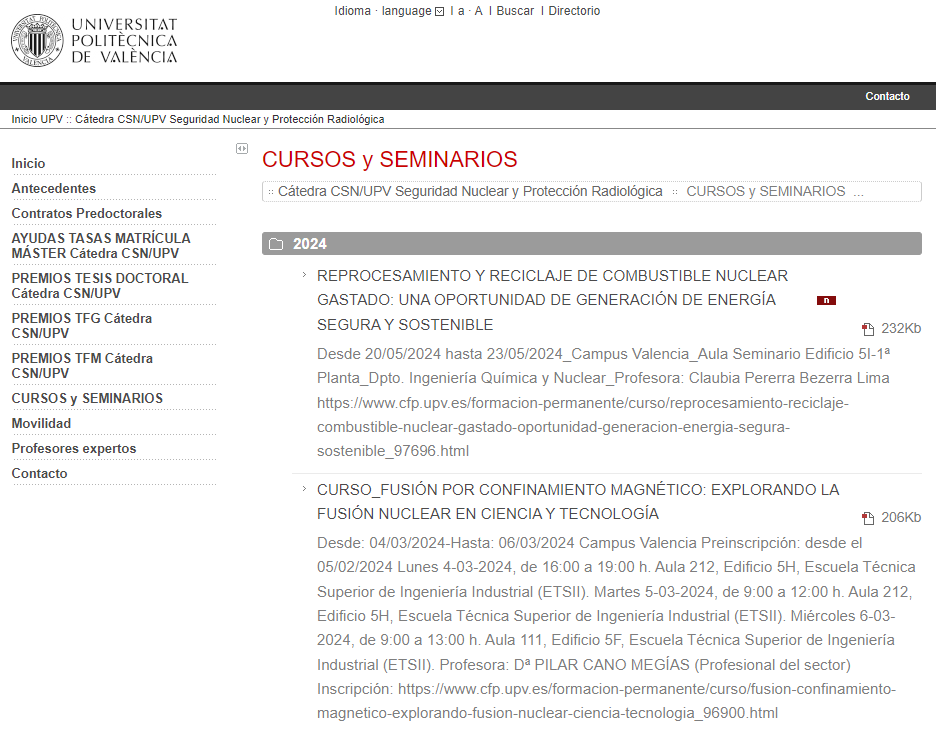 Idioma · language | a · A | Buscar | Directorio
UNIVERSITAT
POLITÈCNICA
DE VALÈNCIA
Contacto
Inicio UPV :: Cátedra CSN/UPV Seguridad Nuclear y Protección Radiológica
Inicio
Antecedentes
Contratos Predoctorales
AYUDAS TASAS MATRÍCULA
MÁSTER Cátedra CSN/UPV
PREMIOS TESIS DOCTORAL
Cátedra CSN/UPV
PREMIOS TFG Cátedra
CSN/UPV
PREMIOS TFM Cátedra
CSN/UPV
CURSOS y SEMINARIOS
Movilidad
Profesores expertos
Contacto
CURSOS y SEMINARIOS
:: Cátedra CSN/UPV Seguridad Nuclear y Protección Radiológica :: CURSOS y SEMINARIOS ...
2024
REPROCESAMIENTO Y RECICLAJE DE COMBUSTIBLE NUCLEAR
GASTADO: UNA OPORTUNIDAD DE GENERACIÓN DE ENERGÍA
n
SEGURA Y SOSTENIBLE
232Kb
Desde 20/05/2024 hasta 23/05/2024_Campus Valencia_Aula Seminario Edificio 5I-1ª
Planta_Dpto. Ingeniería Química y Nuclear_Profesora: Claubia Pererra Bezerra Lima
https://www.cfp.upv.es/formacion-permanente/curso/reprocesamiento-reciclaje-
combustible-nuclear-gastado-oportunidad-generacion-energia-segura-
sostenible_97696.html
CURSO_FUSIÓN POR CONFINAMIENTO MAGNÉTICO: EXPLORANDO LA
FUSIÓN NUCLEAR EN CIENCIA Y TECNOLOGÍA
206Kb
Desde: 04/03/2024-Hasta: 06/03/2024 Campus Valencia Preinscripción: desde el
05/02/2024 Lunes 4-03-2024, de 16:00 a 19:00 h. Aula 212, Edificio 5H, Escuela Técnica
Superior de Ingeniería Industrial (ETSII). Martes 5-03-2024, de 9:00 a 12:00 h. Aula 212,
Edificio 5H, Escuela Técnica Superior de Ingeniería Industrial (ETSII). Miércoles 6-03-
2024, de 9:00 a 13:00 h. Aula 111, Edificio 5F, Escuela Técnica Superior de Ingeniería
Industrial (ETSII). Profesora: Dª PILAR CANO MEGÍAS (Profesional del sector)
Inscripción: https://www.cfp.upv.es/formacion-permanente/curso/fusion-confinamiento-
magnetico-explorando-fusion-nuclear-ciencia-tecnologia_96900.html